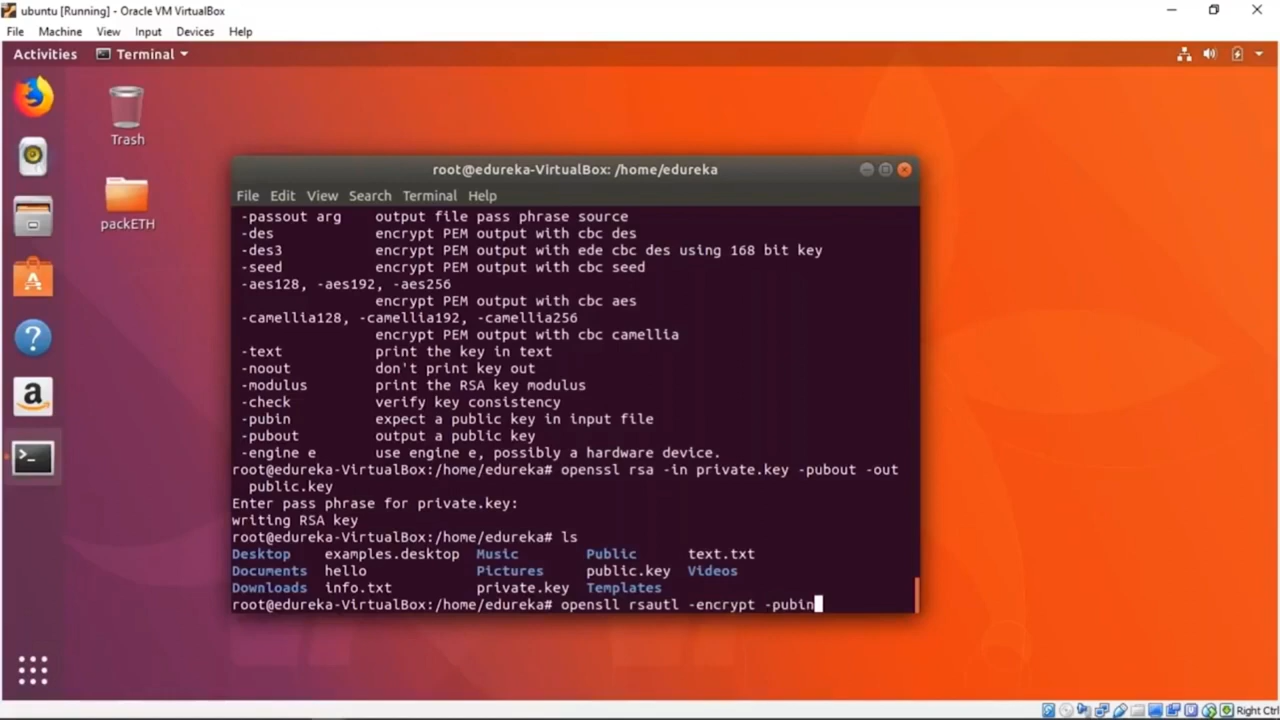 ubuntu [Running] - Oracle VM VirtualBox
File Machine View Input Devices Help
Activities Terminal
Trash
packETH
root@edureka-VirtualBox: /home/edureka
File Edit View Search Terminal Help
-passout arg output file pass phrase source
-des encrypt PEM output with cbc des
-des3 encrypt PEM output with ede cbc des using 168 bit key
-seed encrypt PEM output with cbc seed
-aes128, -aes192, -aes256
encrypt PEM output with cbc aes
-camellia128, -camellia192, -camellia256
encrypt PEM output with cbc camellia
-text print the key in text
-noout don't print key out
-modulus print the RSA key modulus
-check verify key consistency
-pubin expect a public key in input file
-pubout output a public key
-engine e use engine e, possibly a hardware device.
root@edureka-VirtualBox:/home/edureka# openssl rsa -in private.key -pubout -out
public.key
Enter pass phrase for private.key:
writing RSA key
root@edureka-VirtualBox:/home/edureka# ls
Desktop examples.desktop Music Public text.txt
Documents hello Pictures public.key Videos
Downloads info.txt private.key Templates
root@edureka-VirtualBox:/home/edureka# opensll rsautl -encrypt -pubin
Right Ctrl